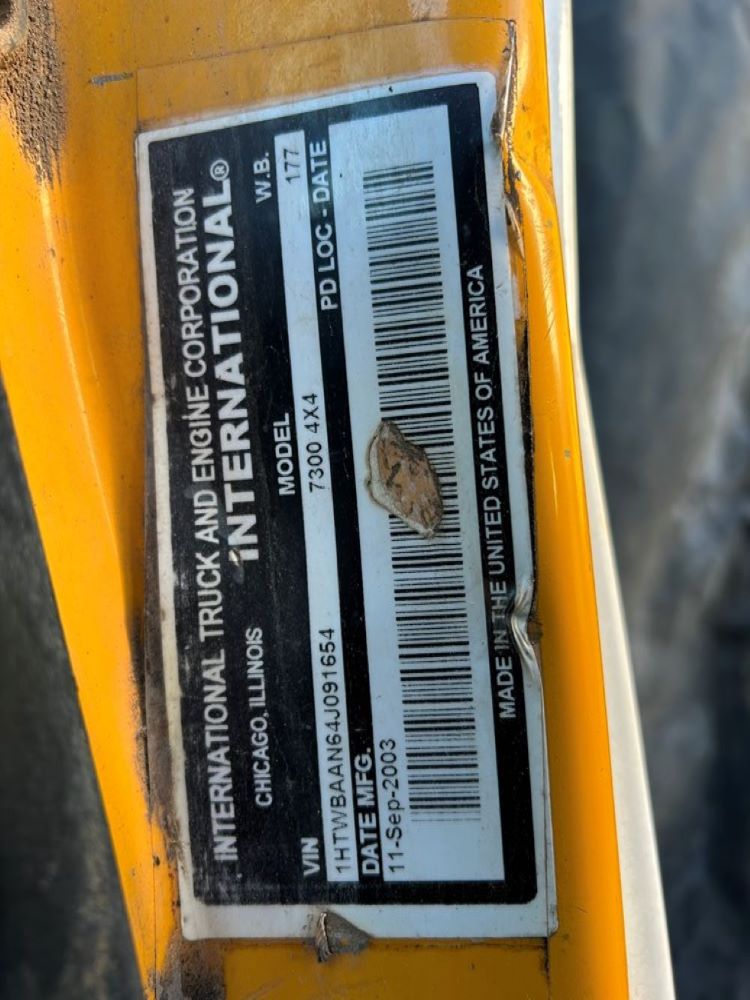 INTERNATIONAL TRUCK AND ENGINE CORPORATION
CHICAGO, ILLINOIS INTERNATIONAL®
VIN MODEL W.B.
1HTWBAAN64J091654 7300 4X4 177
DATE MFG. PD LOC - DATE
11-Sep-2003
MADE IN THE UNITED STATES OF AMERICA